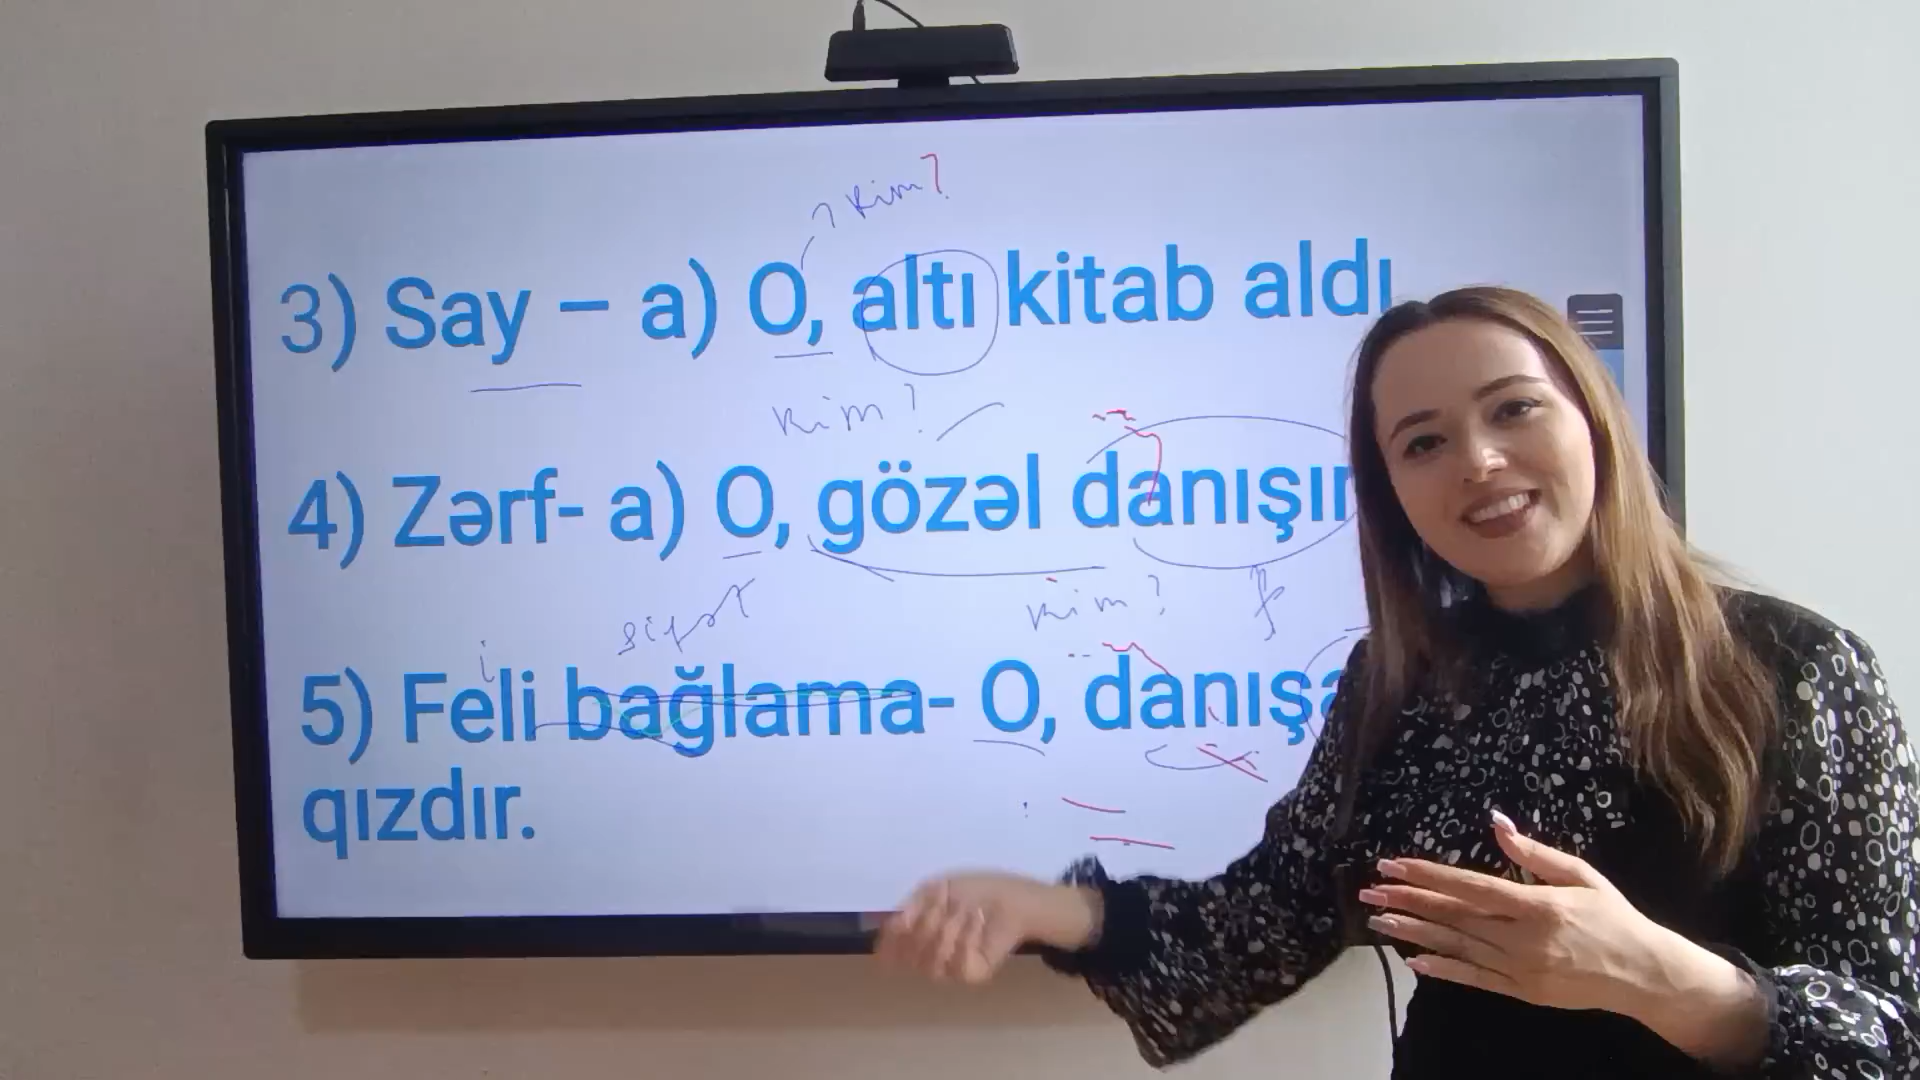 kim?
3) Say – a) O, altı kitab aldı
kim?
4) Zərf- a) O, gözəl danışır
sifət kim? f
i
5) Feli bağlama- O, danışa
qızdır.